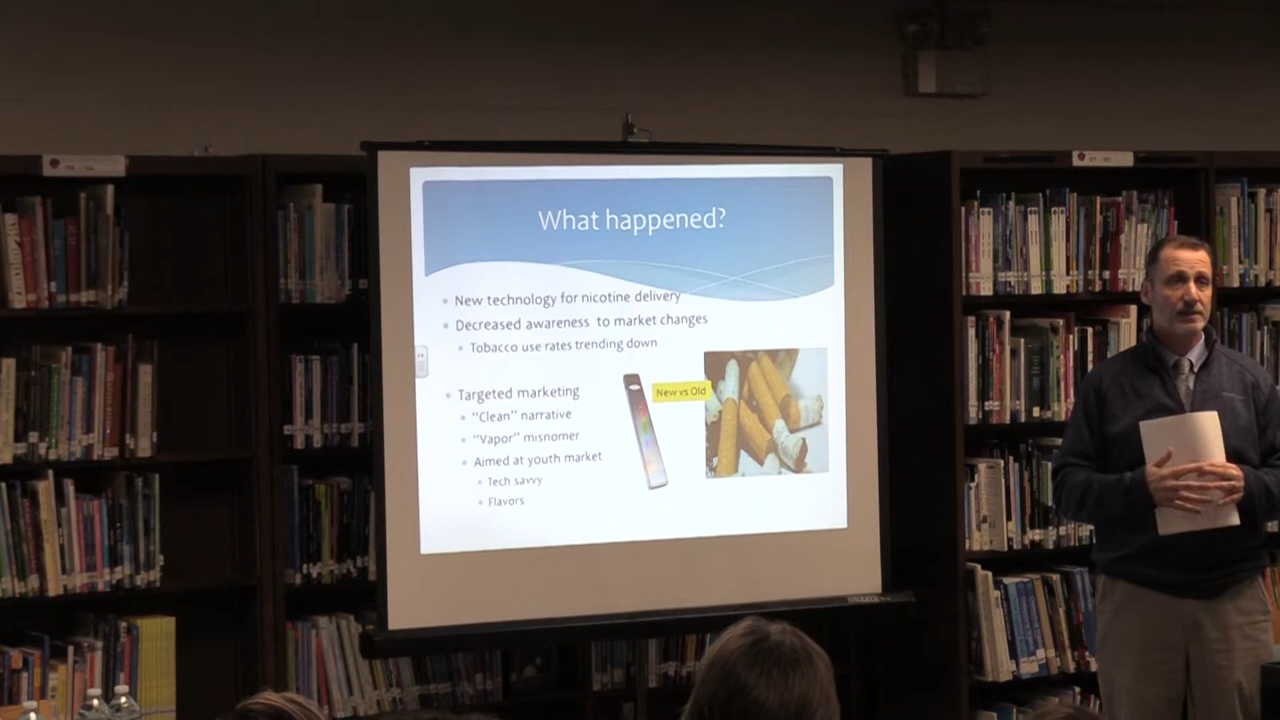 What happened?
New technology for nicotine delivery
Decreased awareness to market changes
Tobacco use rates trending down
Targeted marketing
New vs Old
"Clean" narrative
"Vapor" misnomer
Aimed at youth market
Tech savvy
Flavors